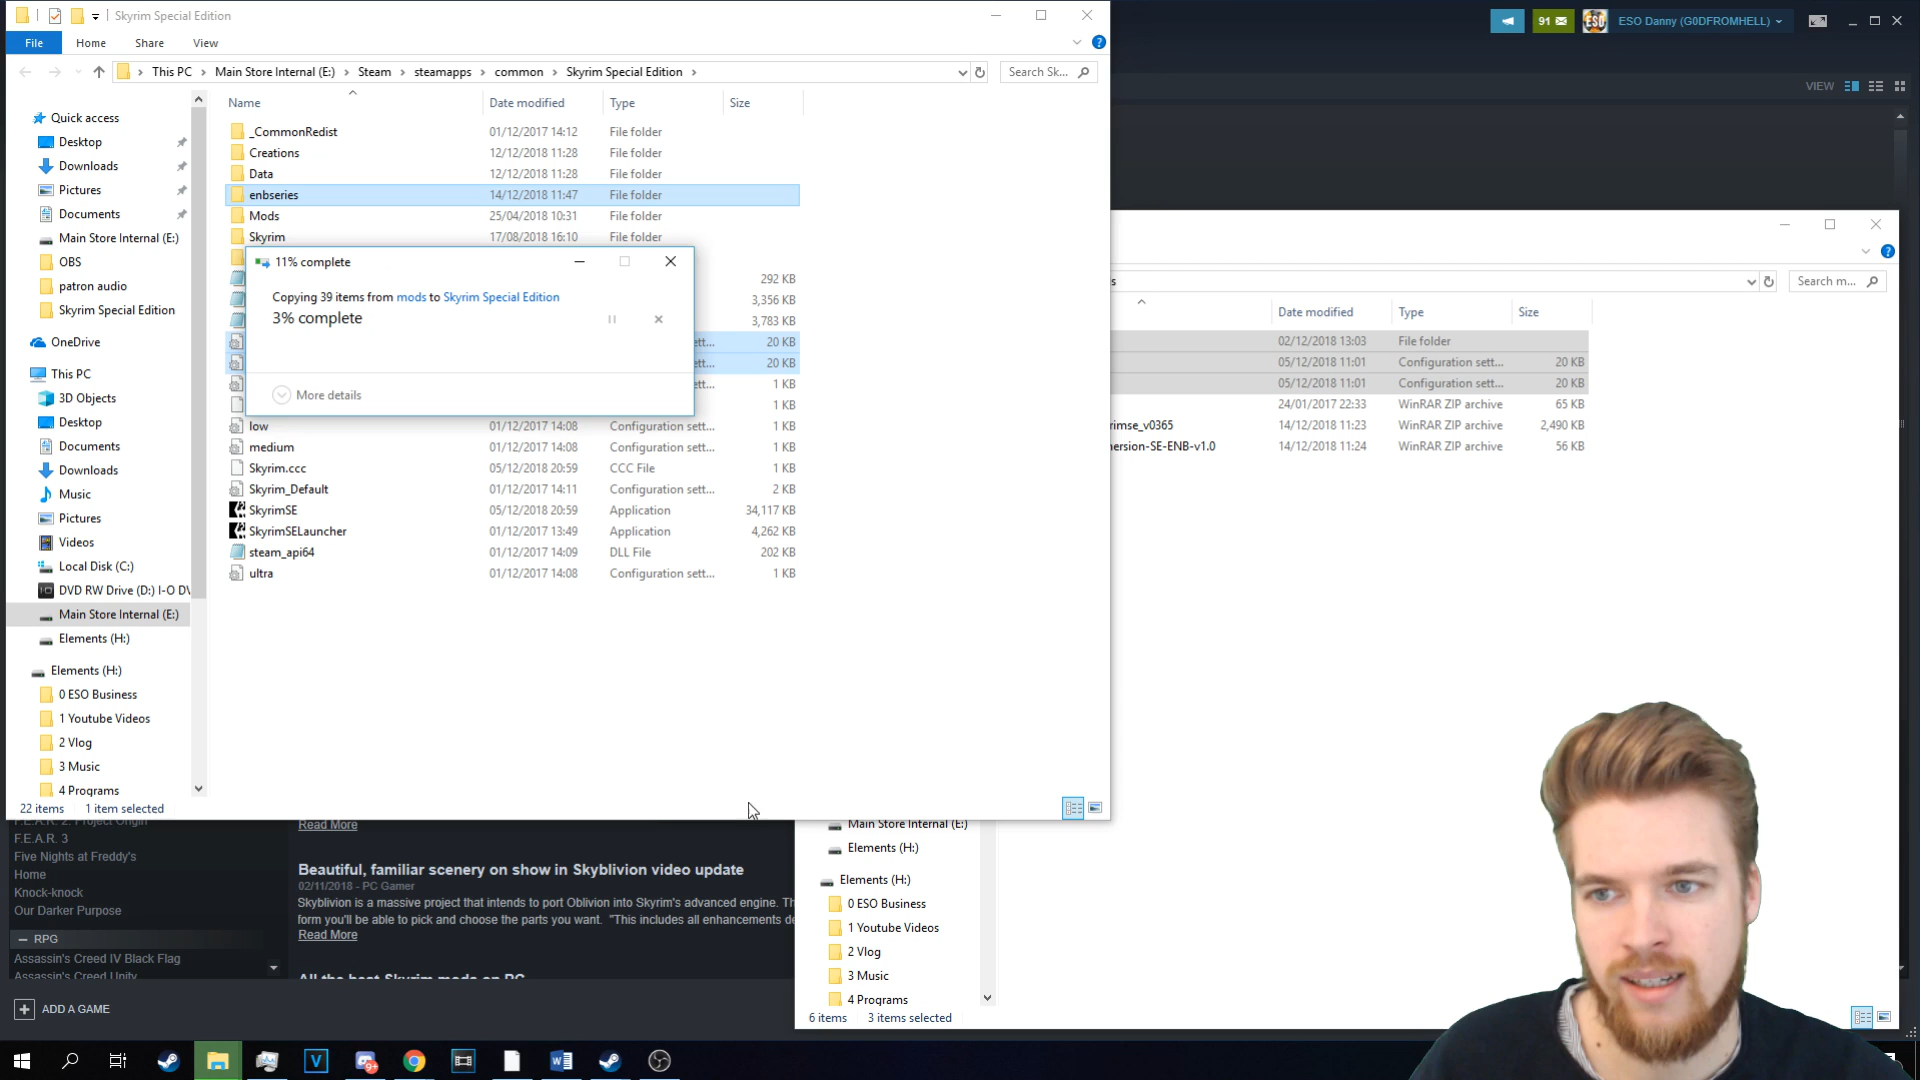 Skyrim Special Edition
91
ESO Danny (G0DFROMHELL)
File
Home
Share
View
This PC
Main Store Internal (E:)
Steam
steamapps
common
Skyrim Special Edition
Search Sk...
VIEW
Name
Date modified
Type
Size
Quick access
Desktop
Downloads
Pictures
Documents
Main Store Internal (E:)
OBS
patron audio
Skyrim Special Edition
OneDrive
This PC
3D Objects
Desktop
Documents
Downloads
Music
Pictures
Videos
Local Disk (C:)
DVD RW Drive (D:) I-O
Main Store Internal (E:)
Elements (H:)
Elements (H:)
0 ESO Business
1 Youtube Videos
2 Vlog
3 Music
4 Programs
22 items 1 item selected
_CommonRedist 01/12/2017 14:12 File folder
Creations 12/12/2018 11:28 File folder
Data 12/12/2018 11:28 File folder
enbseries 14/12/2018 11:47 File folder
Mods 25/04/2018 10:31 File folder
Skyrim 17/08/2018 16:10 File folder
292 KB
3,356 KB
3,783 KB
ett... 20 KB
ett... 20 KB
ett... 1 KB
1 KB
low 01/12/2017 14:08 Configuration sett... 1 KB
medium 01/12/2017 14:08 Configuration sett... 1 KB
Skyrim.ccc 05/12/2018 20:59 CCC File 1 KB
Skyrim_Default 01/12/2017 14:11 Configuration sett... 2 KB
SkyrimSE 05/12/2018 20:59 Application 34,117 KB
SkyrimSELauncher 01/12/2017 13:49 Application 4,262 KB
steam_api64 01/12/2017 14:09 DLL File 202 KB
ultra 01/12/2017 14:08 Configuration sett... 1 KB
11% complete
Copying 39 items from mods to Skyrim Special Edition
3% complete
More details
s
Search m...
Date modified
Type
Size
02/12/2018 13:03 File folder
05/12/2018 11:01 Configuration sett... 20 KB
05/12/2018 11:01 Configuration sett... 20 KB
24/01/2017 22:33 WinRAR ZIP archive 65 KB
rimse_v0365 14/12/2018 11:23 WinRAR ZIP archive 2,490 KB
ersion-SE-ENB-v1.0 14/12/2018 11:24 WinRAR ZIP archive 56 KB
Main Store Internal (E:)
Elements (H:)
Elements (H:)
0 ESO Business
1 Youtube Videos
2 Vlog
3 Music
4 Programs
6 items 3 items selected
F.E.A.R. 2: Project Origin
F.E.A.R. 3
Five Nights at Freddy's
Home
Knock-knock
Our Darker Purpose
RPG
Assassin's Creed IV Black Flag
Assassin's Creed Unity
ADD A GAME
Read More
Beautiful, familiar scenery on show in Skyblivion video update
02/11/2018 - PC Gamer
Skyblivion is a massive project that intends to port Oblivion into Skyrim's advanced engine.
form you'll be able to pick and choose the parts you want. "This includes all enhancements
Read More
All the best Skyrim mods on PC